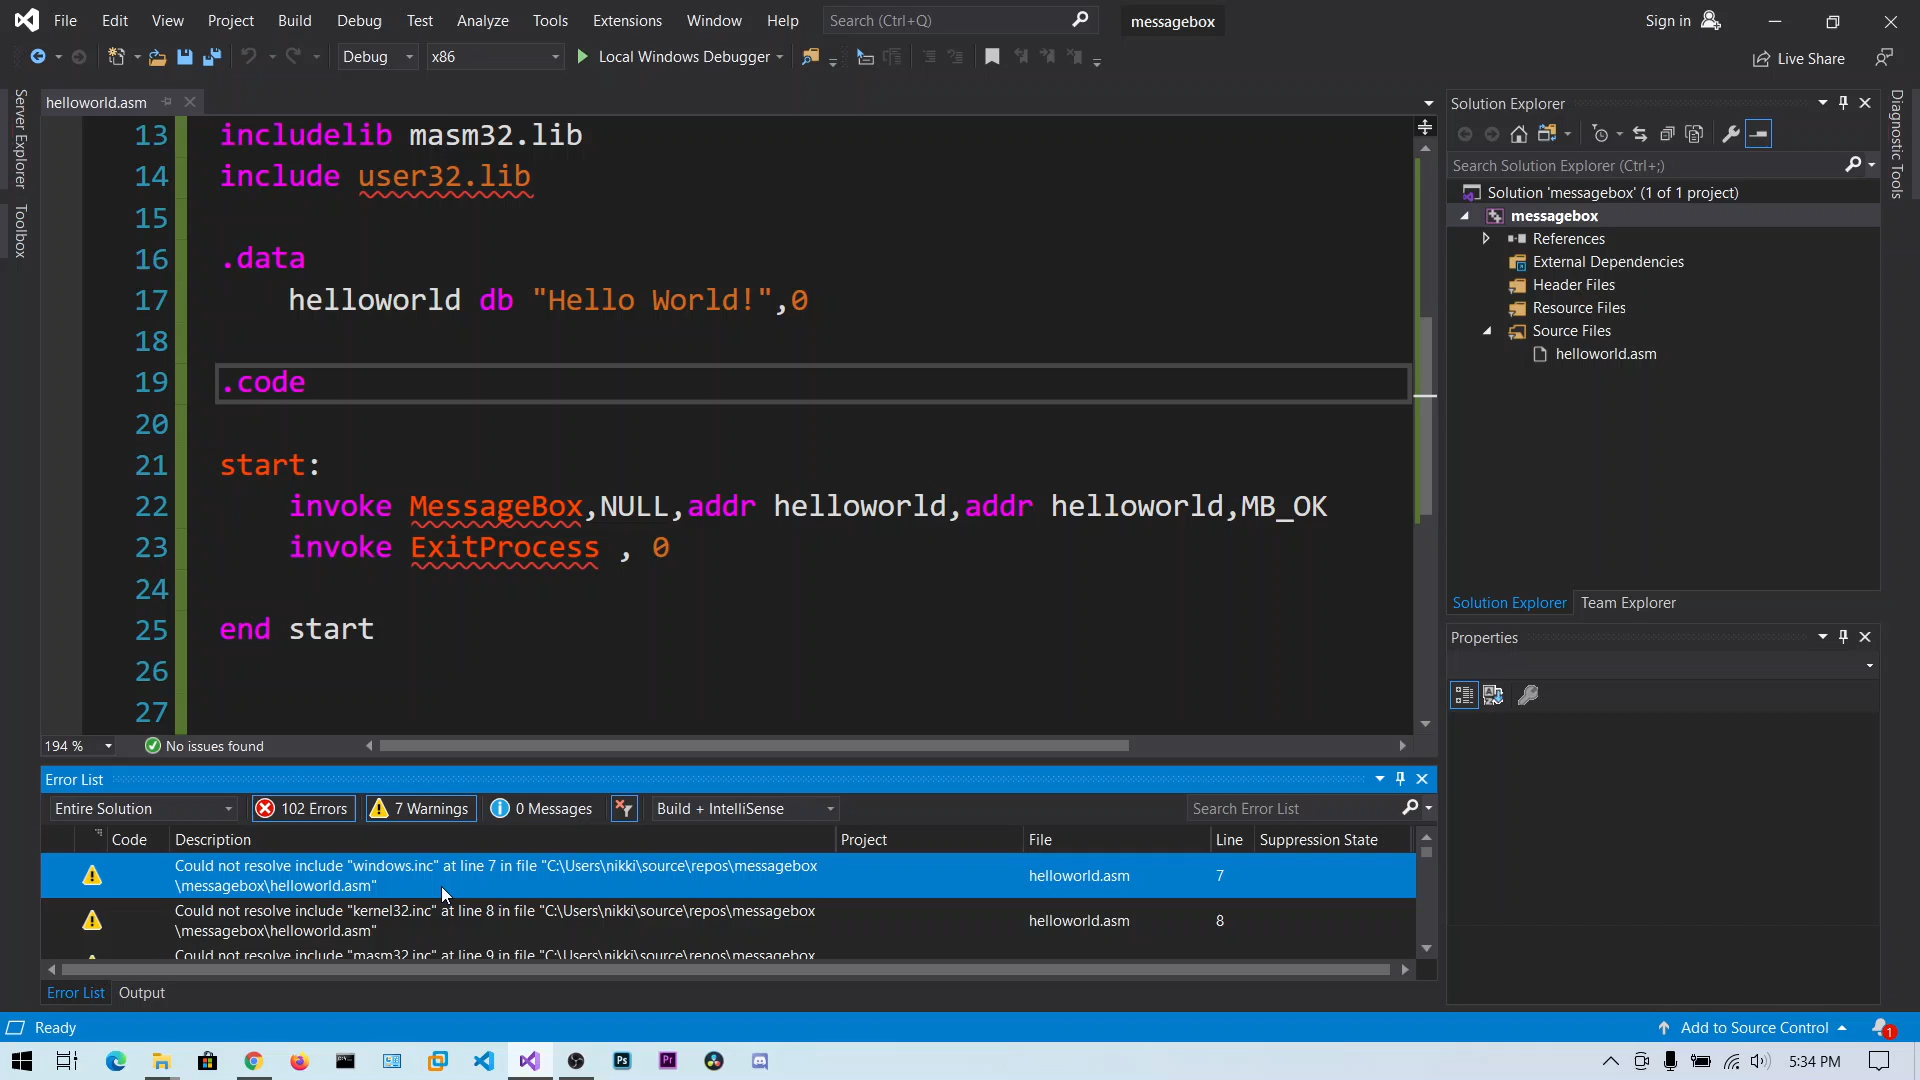 File Edit View Project Build Debug Test Analyze Tools Extensions Window Help Search (Ctrl+Q) messagebox Sign in
Debug x86 Local Windows Debugger Live Share
Server Explorer
Toolbox
helloworld.asm
13 includelib masm32.lib
14 include user32.lib
15
16 .data
17 helloworld db "Hello World!",0
18
19 .code
20
21 start:
22 invoke MessageBox,NULL,addr helloworld,addr helloworld,MB_OK
23 invoke ExitProcess , 0
24
25 end start
26
27
194 % No issues found
Error List
Entire Solution 102 Errors 7 Warnings 0 Messages Build + IntelliSense Search Error List
Code Description Project File Line Suppression State
Could not resolve include "windows.inc" at line 7 in file "C:\Users\nikki\source\repos\messagebox
\messagebox\helloworld.asm" helloworld.asm 7
Could not resolve include "kernel32.inc" at line 8 in file "C:\Users\nikki\source\repos\messagebox
\messagebox\helloworld.asm" helloworld.asm 8
Could not resolve include "masm32.inc" at line 9 in file "C:\Users\nikki\source\repos\messagebox
Error List Output
Solution Explorer
Search Solution Explorer (Ctrl+;)
Solution 'messagebox' (1 of 1 project)
messagebox
References
External Dependencies
Header Files
Resource Files
Source Files
helloworld.asm
Solution Explorer Team Explorer
Properties
Diagnostic Tools
Ready Add to Source Control 1
Ps Pr 5:34 PM